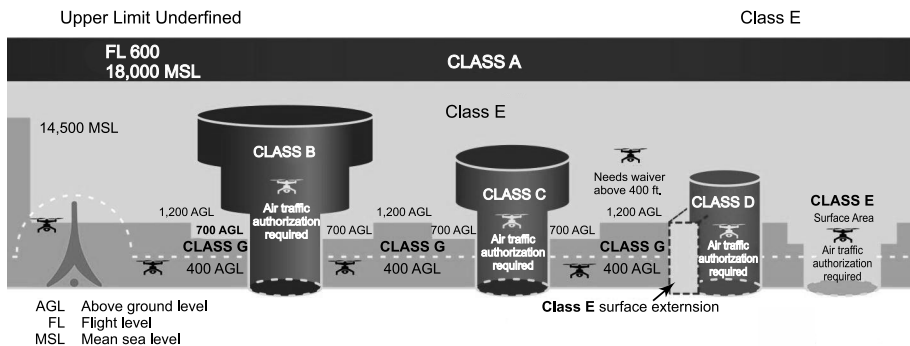 Upper Limit Underfined
Class E
FL 600
18,000 MSL
CLASS A
Class E
14,500 MSL
CLASS B
Air traffic
authorization
required
CLASS C
Air traffic
authorization
required
Needs waiver
above 400 ft.
CLASS D
Air traffic
authorization
required
CLASS E
Surface Area
Air traffic
authorization
required
1,200 AGL
700 AGL
CLASS G
400 AGL
700 AGL
1,200 AGL
CLASS G
400 AGL
700 AGL
700 AGL
1,200 AGL
CLASS G
400 AGL
Class E surface externsion
AGL Above ground level
FL Flight level
MSL Mean sea level